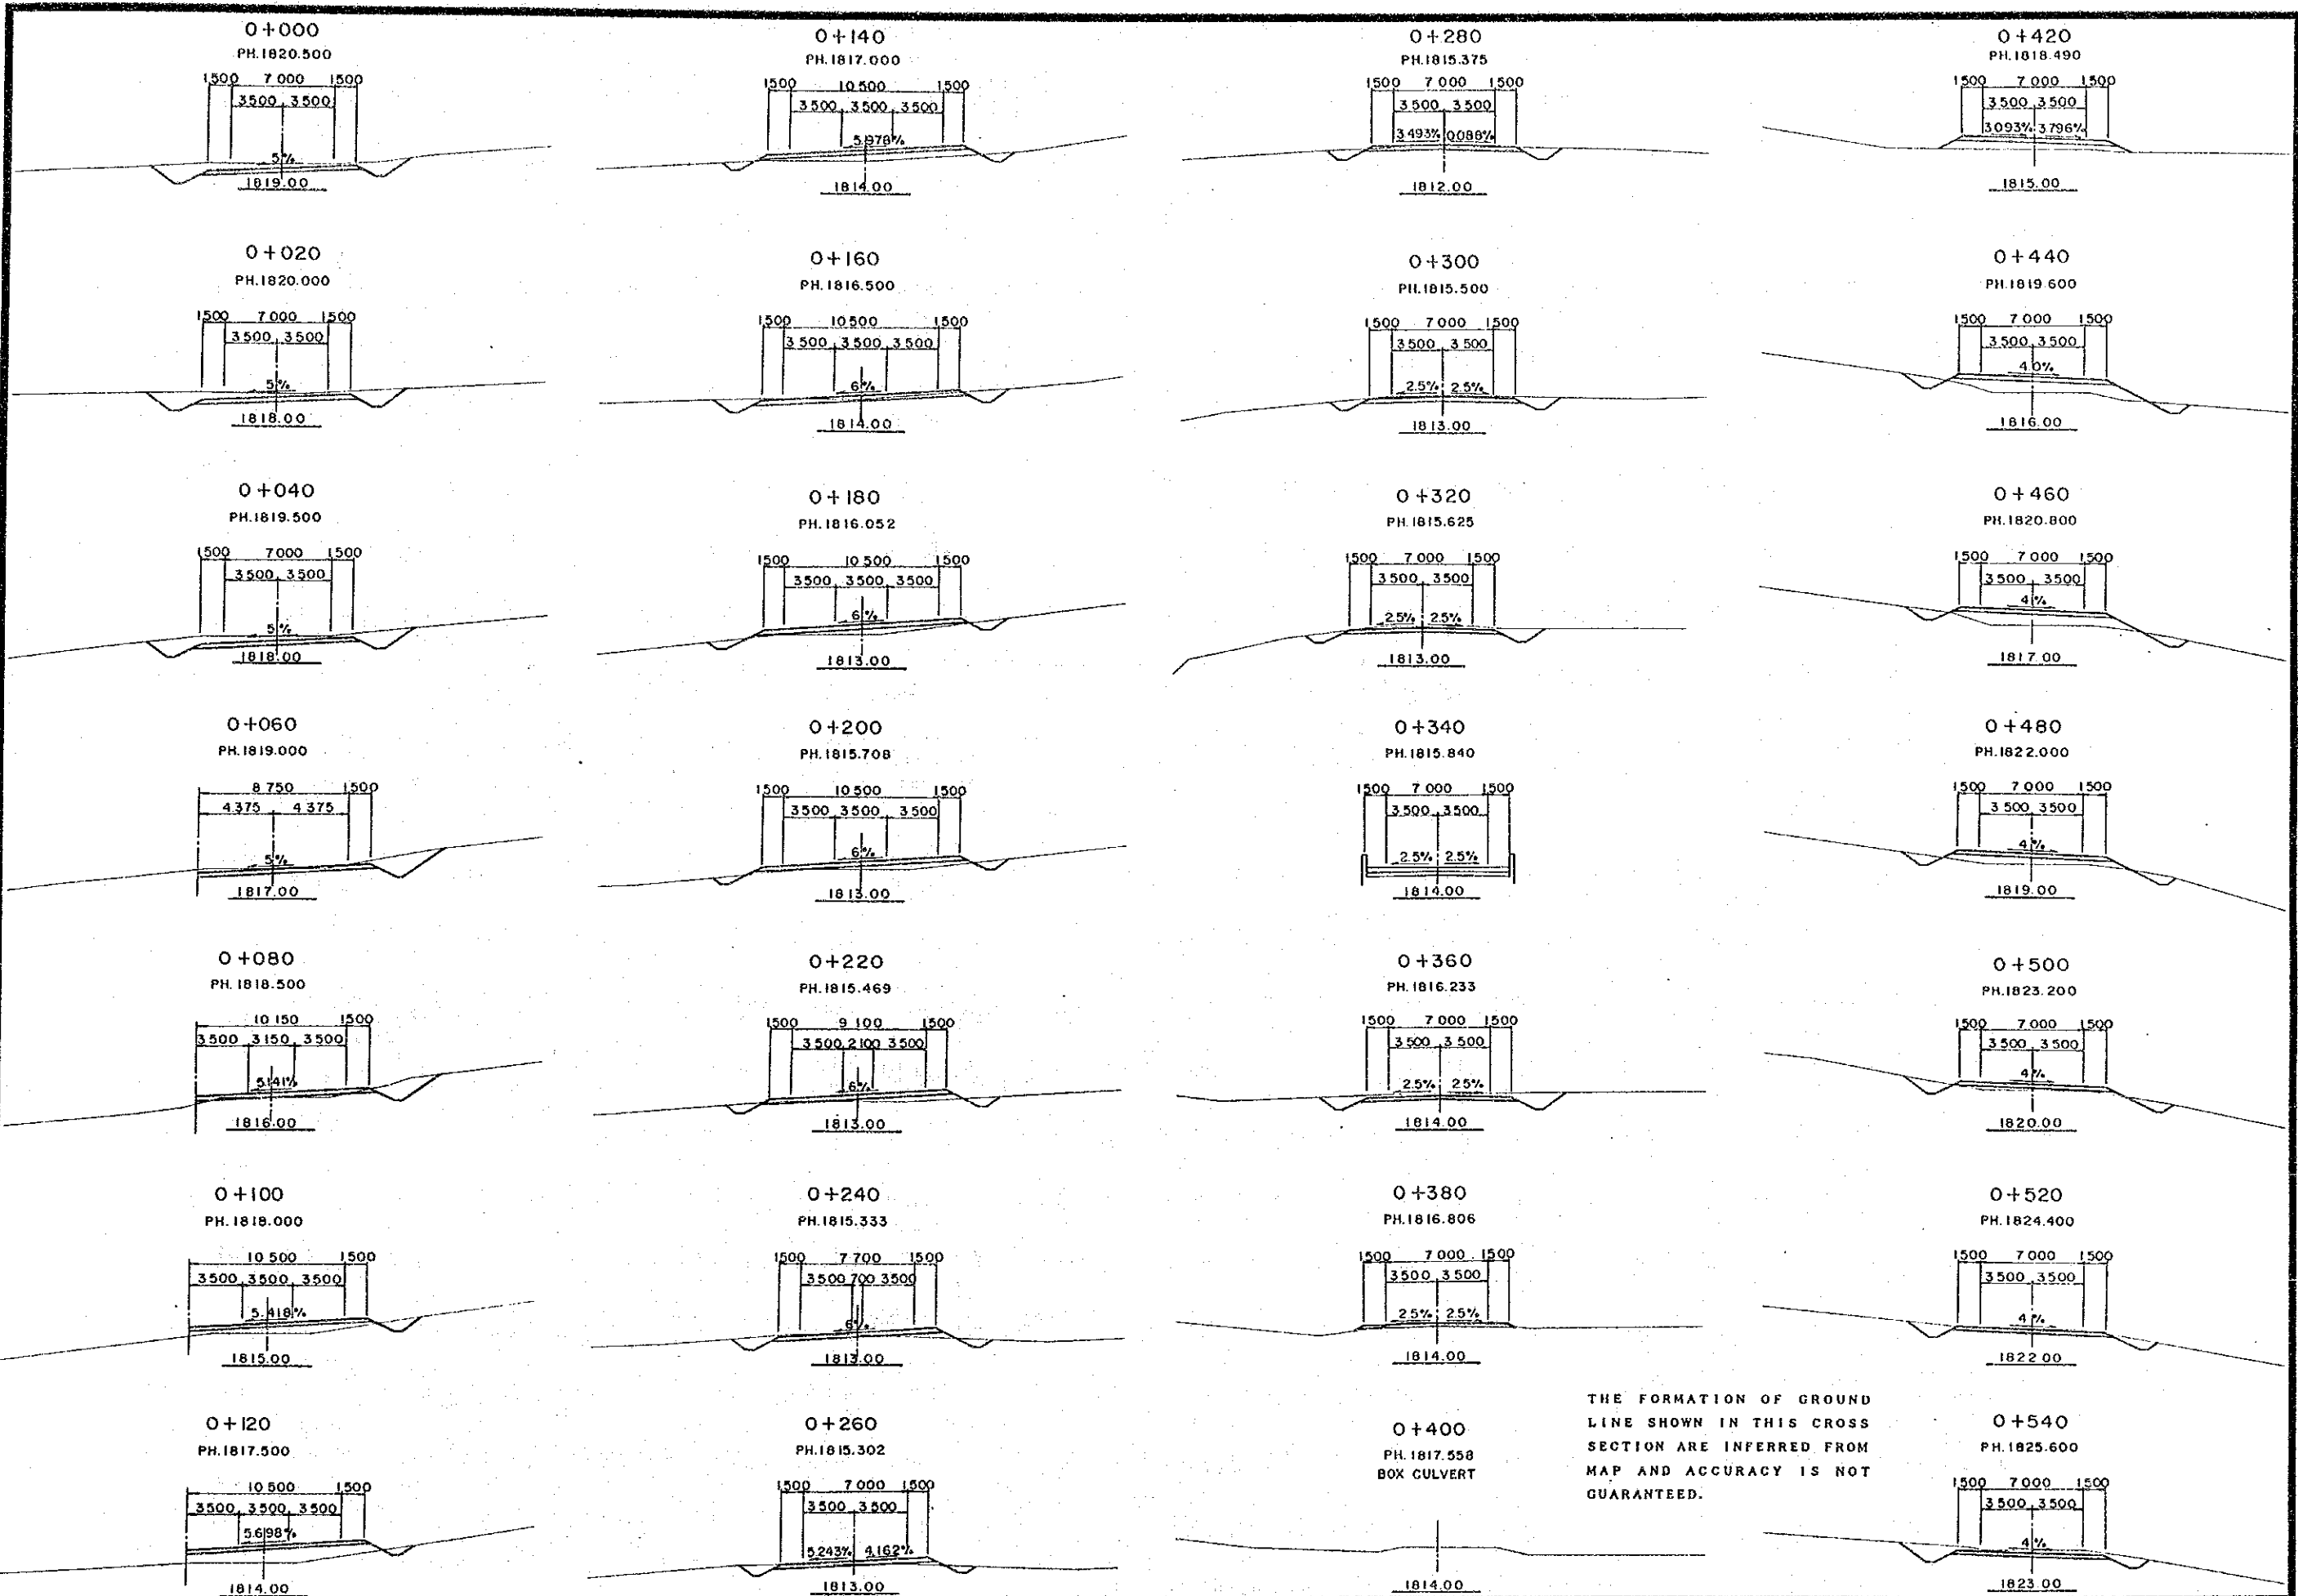 0+000
PH.1820.500
1500 7000 1500
3500 3500
5%
1819.00
0+020
PH.1820.000
1500 7000 1500
3500 3500
5%
1818.00
0+040
PH.1819.500
1500 7000 1500
3500 3500
5%
1818.00
0+060
PH.1819.000
8750 1500
4.375 4.375
5%
1817.00
0+080
PH.1818.500
10150 1500
3500 3150 3500
5.141%
1816.00
0+100
PH.1818.000
10500 1500
3500 3500 3500
5.418%
1815.00
0+120
PH.1817.500
10500 1500
3500 3500 3500
5.698%
1814.00
0+140
PH.1817.000
1500 10500 1500
3500 3500 3500
5.978%
1814.00
0+160
PH.1816.500
1500 10500 1500
3500 3500 3500
6%
1814.00
0+180
PH.1816.052
1500 10500 1500
3500 3500 3500
6%
1813.00
0+200
PH.1815.708
1500 10500 1500
3500 3500 3500
6%
1813.00
0+220
PH.1815.469
1500 9100 1500
3500 2100 3500
6%
1813.00
0+240
PH.1815.333
1500 7700 1500
3500 700 3500
6%
1813.00
0+260
PH.1815.302
1500 7000 1500
3500 3500
5.243% 4.162%
1813.00
0+280
PH.1815.375
1500 7000 1500
3500 3500
3.493% 0.088%
1812.00
0+300
PH.1815.500
1500 7000 1500
3500 3500
2.5% 2.5%
1813.00
0+320
PH.1815.625
1500 7000 1500
3500 3500
2.5% 2.5%
1813.00
0+340
PH.1815.840
1500 7000 1500
3500 3500
2.5% 2.5%
1814.00
0+360
PH.1816.233
1500 7000 1500
3500 3500
2.5% 2.5%
1814.00
0+380
PH.1816.806
1500 7000 1500
3500 3500
2.5% 2.5%
1814.00
0+400
PH.1817.558
BOX CULVERT
1814.00
THE FORMATION OF GROUND
LINE SHOWN IN THIS CROSS
SECTION ARE INFERRED FROM
MAP AND ACCURACY IS NOT
GUARANTEED.
0+420
PH.1818.490
1500 7000 1500
3500 3500
3.093% 3.796%
1815.00
0+440
PH.1819.600
1500 7000 1500
3500 3500
4.0%
1816.00
0+460
PH.1820.800
1500 7000 1500
3500 3500
4%
1817.00
0+480
PH.1822.000
1500 7000 1500
3500 3500
4%
1819.00
0+500
PH.1823.200
1500 7000 1500
3500 3500
4%
1820.00
0+520
PH.1824.400
1500 7000 1500
3500 3500
4%
1822.00
0+540
PH.1825.600
1500 7000 1500
3500 3500
4%
1823.00